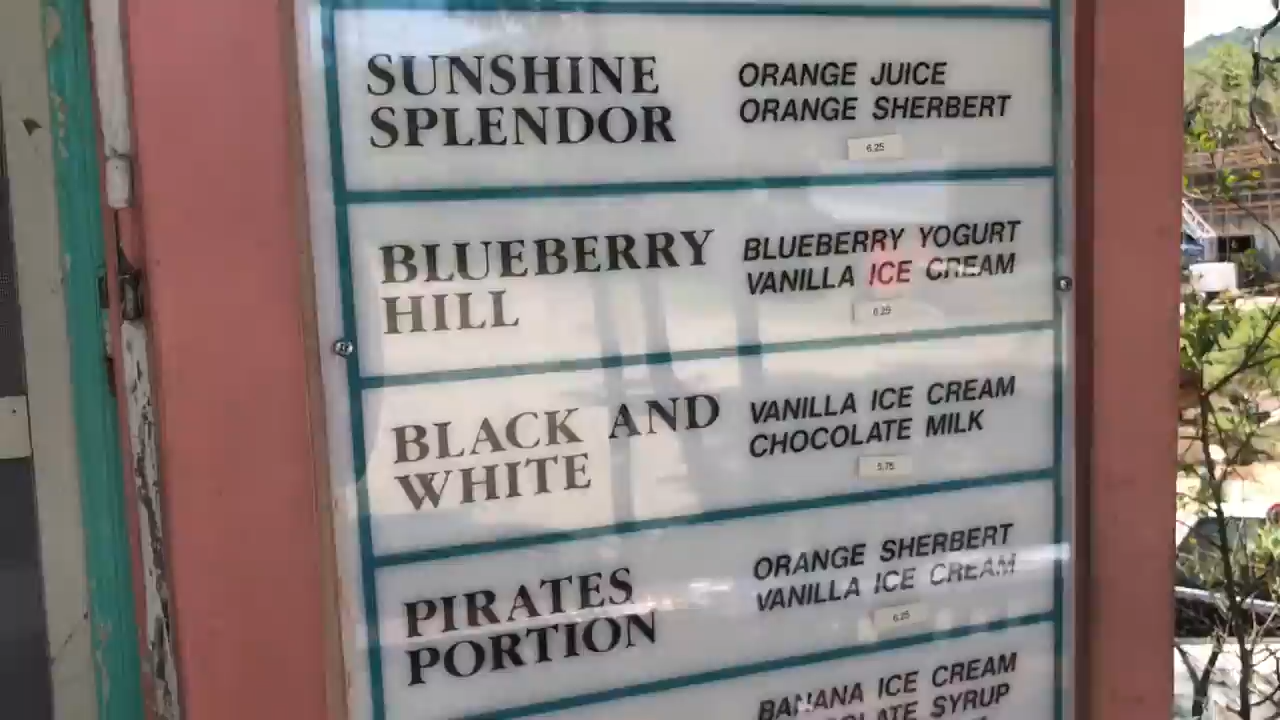 SUNSHINE
SPLENDOR
ORANGE JUICE
ORANGE SHERBERT
6.25
BLUEBERRY
HILL
BLUEBERRY YOGURT
VANILLA ICE CREAM
6.25
BLACK AND
WHITE
VANILLA ICE CREAM
CHOCOLATE MILK
5.75
PIRATES
PORTION
ORANGE SHERBERT
VANILLA ICE CREAM
6.25
BANANA ICE CREAM
SYRUP